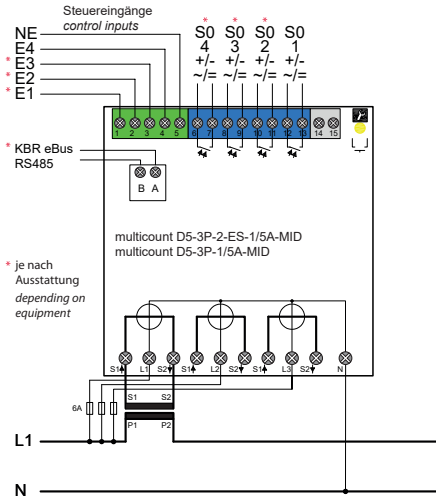 Steuereingänge
control inputs
NE
E4
* E3
* E2
* E1
* * *
S0 S0 S0 S0
4 3 2 1
+/- +/- +/- +/-
~/= ~/= ~/= ~/=
1 2 3 4 5 6 7 8 9 10 11 12 13 14 15
* KBR eBus
RS485
B A
multicount D5-3P-2-ES-1/5A-MID
multicount D5-3P-1/5A-MID
* je nach
Ausstattung
depending on
equipment
S1 L1 S2 S1 L2 S2 S1 L3 S2 N
6A
S1 S2
P1 P2
L1
N